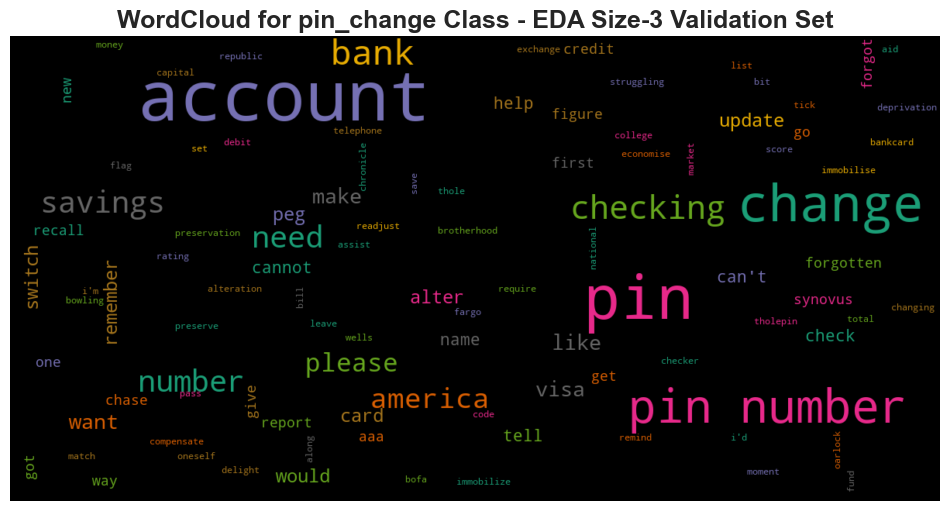 WordCloud for pin_change Class - EDA Size-3 Validation Set
money
republic
bank
exchange
credit
forgot
aid
new
capital
account
struggling
list
bit
telephone
help
figure
update
tick
go
deprivation
set
debit
college
bankcard
flag
chronicle
save
first
economise
market
score
immobilise
savings
make
thole
checking
change
recall
peg
need
readjust
preservation
assist
brotherhood
national
switch
rating
cannot
can't
forgotten
remember
i'm
bowling
alteration
bill
alter
require
pin
synovus
changing
fargo
preserve
leave
wells
name
like
tholepin
total
check
one
please
checker
number
pass
chase
give
america
visa
get
pin number
want
report
card
code
aaa
tell
remind
i'd
compensate
along
oarlock
got
match
oneself
way
delight
would
bofa
immobilize
moment
fund